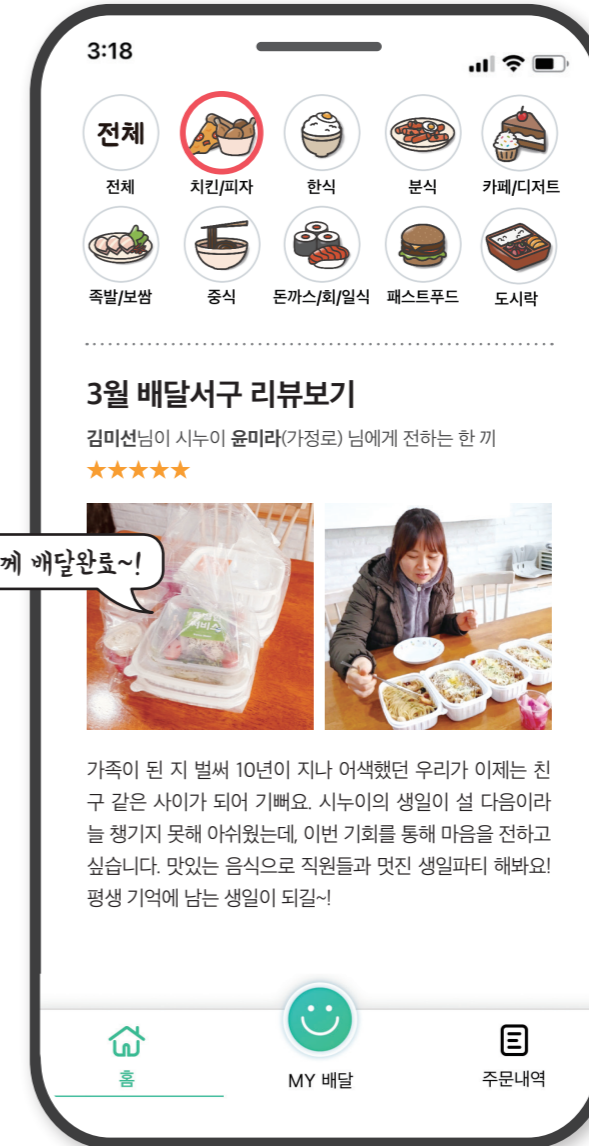 3:18
전체
전체 치킨/피자 한식 분식 카페/디저트
족발/보쌈 중식 돈까스/회/일식 패스트푸드 도시락
3월 배달서구 리뷰보기
김미선님이 시누이 윤미라(가정로) 님에게 전하는 한 끼
께 배달완료~!
가족이 된 지 벌써 10년이 지나 어색했던 우리가 이제는 친
구 같은 사이가 되어 기뻐요. 시누이의 생일이 설 다음이라
늘 챙기지 못해 아쉬웠는데, 이번 기회를 통해 마음을 전하고
싶습니다. 맛있는 음식으로 직원들과 멋진 생일파티 해봐요!
평생 기억에 남는 생일이 되길~!
홈 MY 배달 주문내역